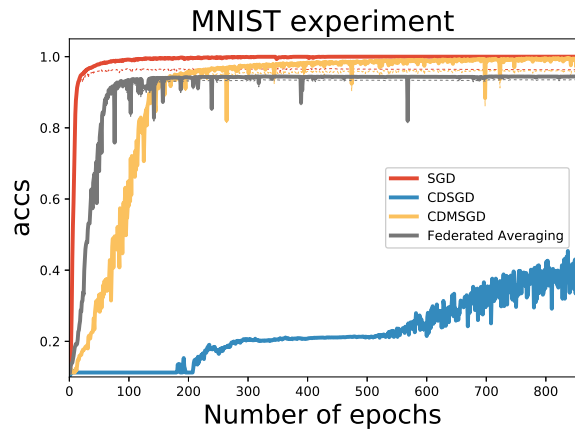 MNIST experiment
accs
1.0
0.8
0.6
0.4
0.2
SGD
CDSGD
CDMSGD
Federated Averaging
0 100 200 300 400 500 600 700 800
Number of epochs